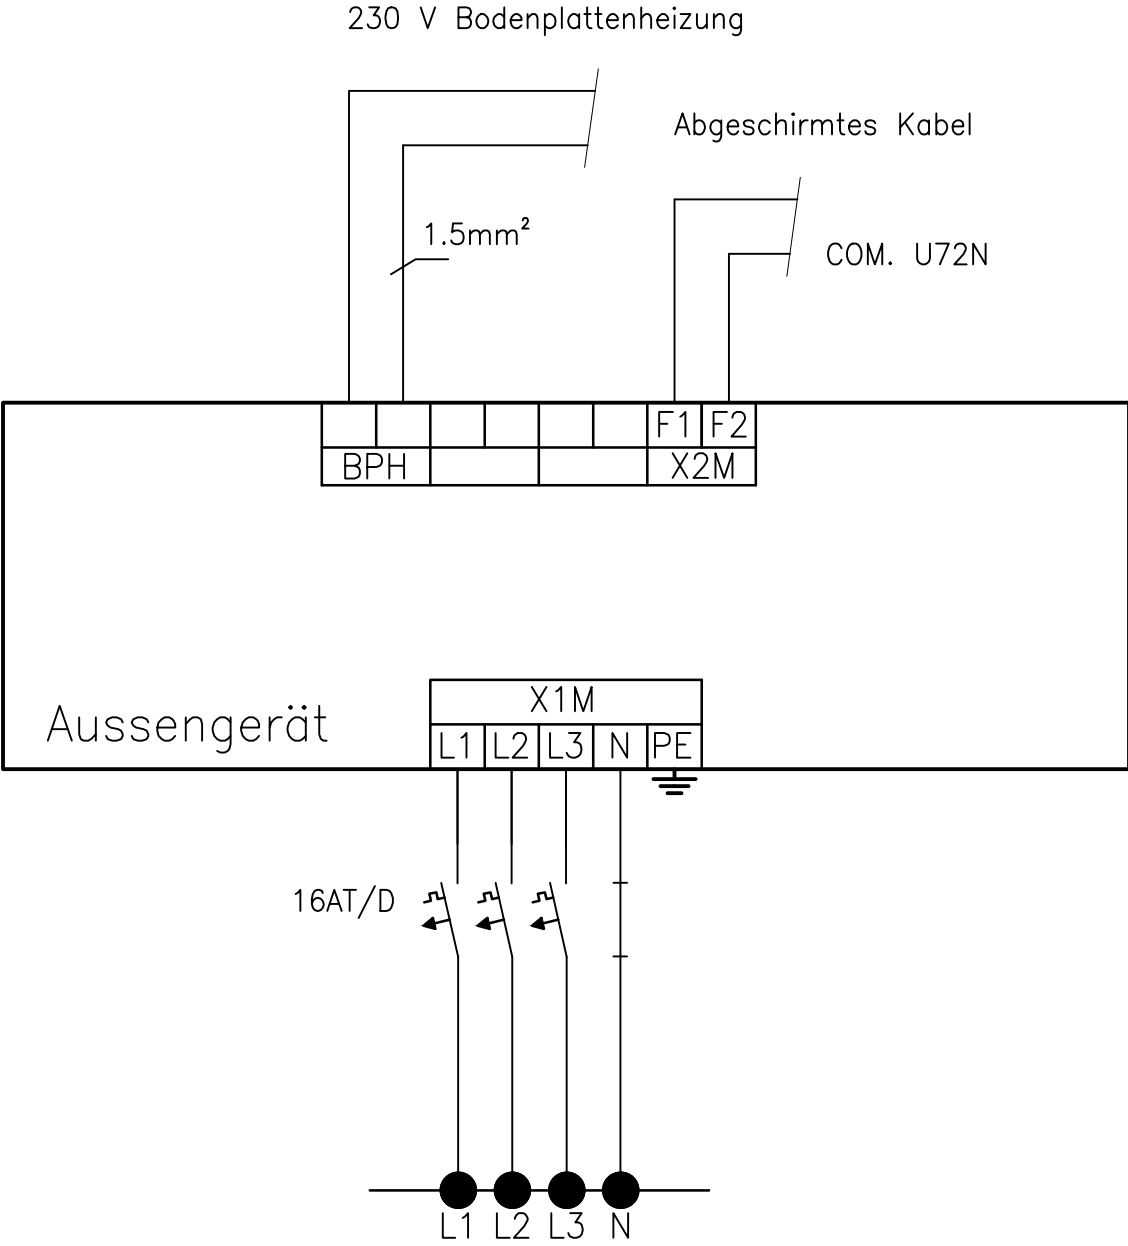 230 V Bodenplattenheizung
Abgeschirmtes Kabel
1.5mm²
COM. U72N
F1 F2
BPH X2M
X1M
Aussengerät
L1 L2 L3 N PE
16AT/D
L1 L2 L3 N